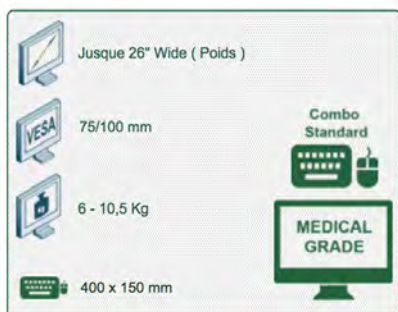 Jusque 26" Wide ( Poids )
VESA
75/100 mm
KG
6 - 10,5 Kg
400 x 150 mm
Combo
Standard
MEDICAL
GRADE